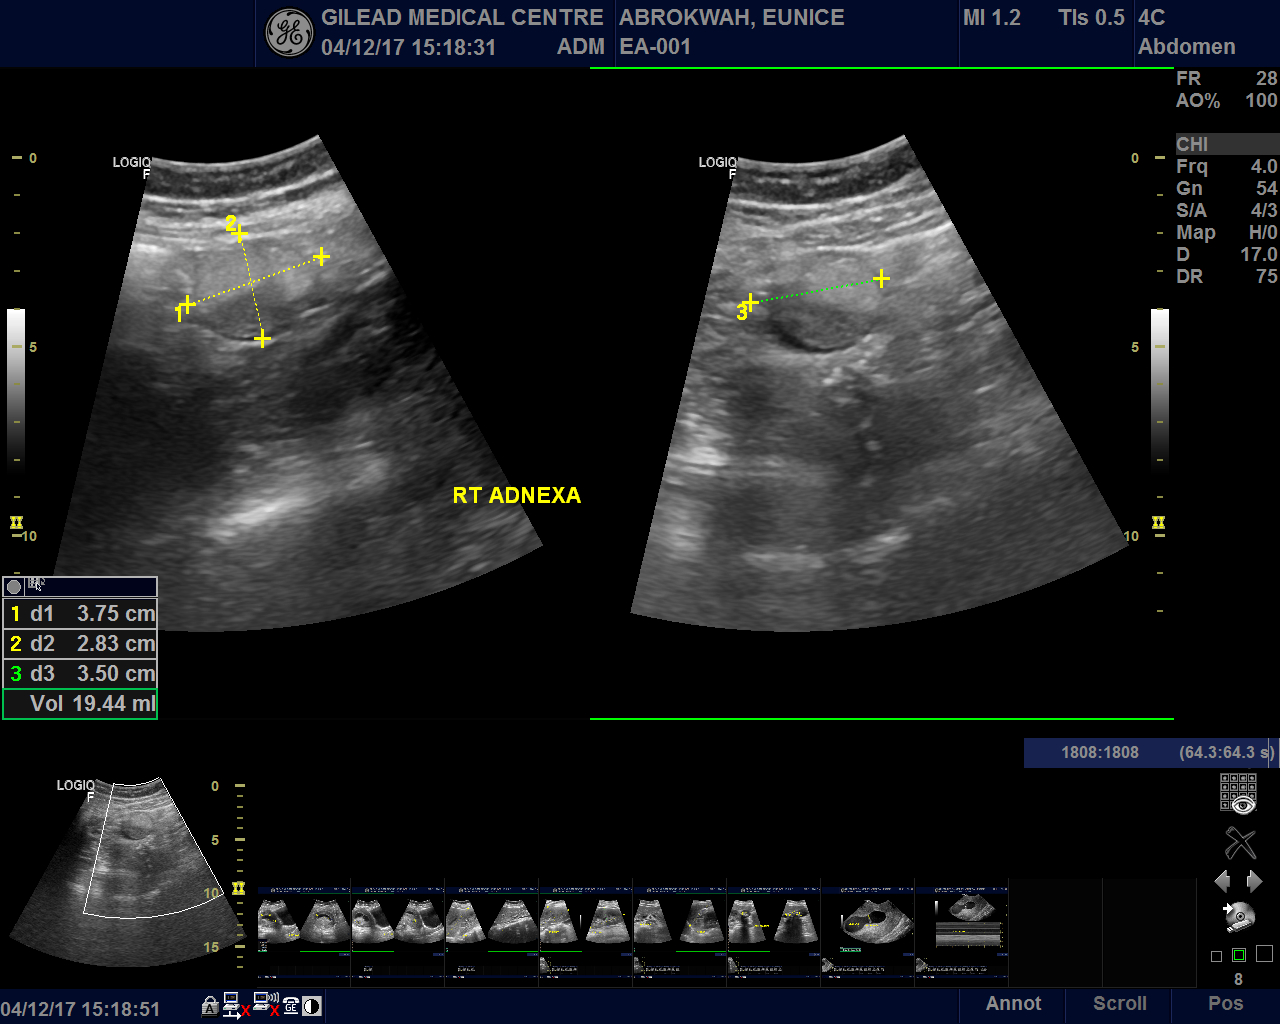 GILEAD MEDICAL CENTRE
04/12/17 15:18:31 ADM
ABROKWAH, EUNICE
EA-001
MI 1.2 TIs 0.5
4C
Abdomen
FR 28
AO% 100
CHI
Frq 4.0
Gn 54
S/A 4/3
Map H/0
D 17.0
DR 75
LOGIQ
F
0
5
10
2
1
RT ADNEXA
LOGIQ
F
0
5
10
3
1 d1 3.75 cm
2 d2 2.83 cm
3 d3 3.50 cm
Vol 19.44 ml
1808:1808 (64.3:64.3 s)
LOGIQ
F
0
5
10
15
8
04/12/17 15:18:51
Annot
Scroll
Pos